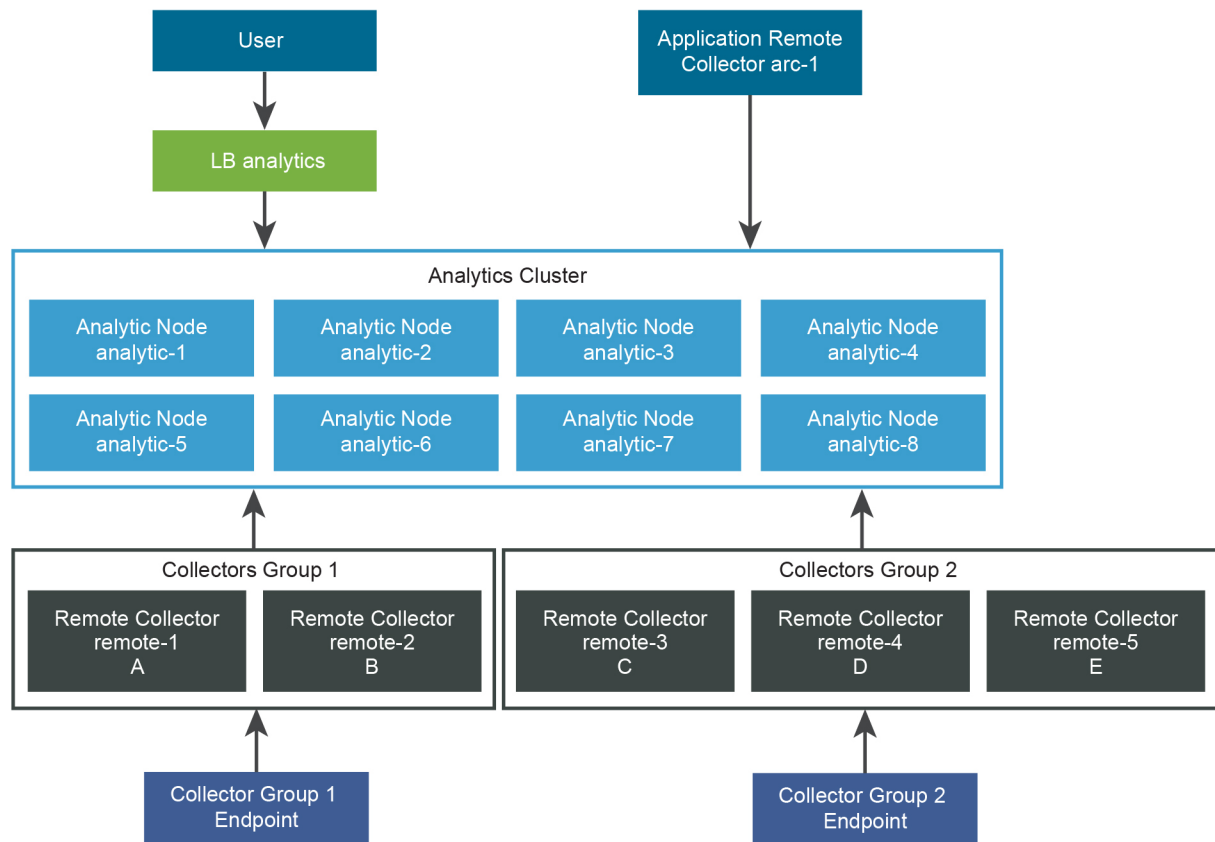 User
Application Remote
Collector arc-1
LB analytics
Analytics Cluster
Analytic Node
analytic-1
Analytic Node
analytic-2
Analytic Node
analytic-3
Analytic Node
analytic-4
Analytic Node
analytic-5
Analytic Node
analytic-6
Analytic Node
analytic-7
Analytic Node
analytic-8
Collectors Group 1
Remote Collector
remote-1
A
Remote Collector
remote-2
B
Collectors Group 2
Remote Collector
remote-3
C
Remote Collector
remote-4
D
Remote Collector
remote-5
E
Collector Group 1
Endpoint
Collector Group 2
Endpoint